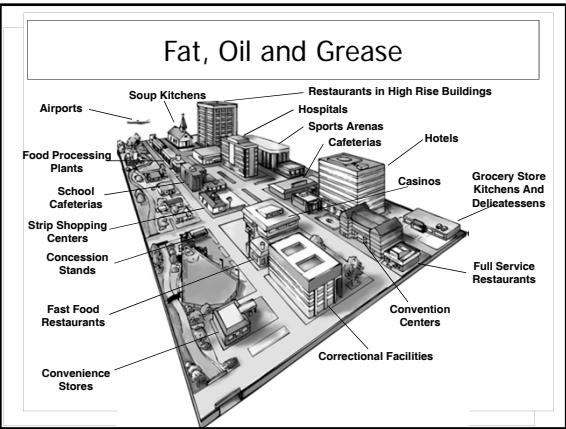 Fat, Oil and Grease
Soup Kitchens
Restaurants in High Rise Buildings
Airports
Hospitals
Sports Arenas
Cafeterias
Hotels
Food Processing
Plants
Casinos
Grocery Store
Kitchens And
Delicatessens
School
Cafeterias
Strip Shopping
Centers
Concession
Stands
Full Service
Restaurants
Fast Food
Restaurants
Convention
Centers
Correctional Facilities
Convenience
Stores